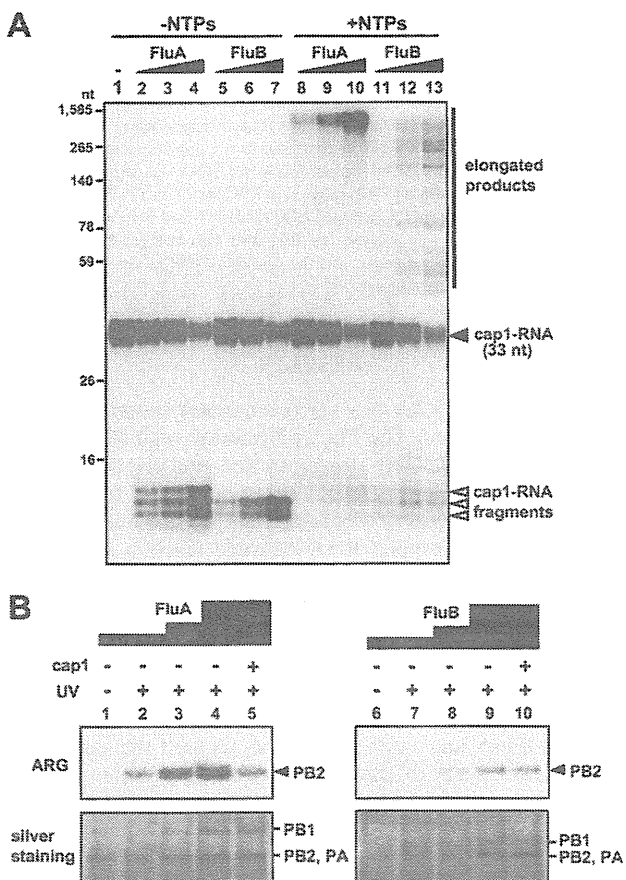 A
-NTPs +NTPs
FluA FluB FluA FluB
- 2 3 4 5 6 7 8 9 10 11 12 13
nt 1
1,585
265
140
78
59
26
16
elongated
products
cap1-RNA
(33 nt)
cap1-RNA
fragments
B
FluA FluB
cap1 - - - - + - - - - +
UV - + + + + - + + + +
1 2 3 4 5 6 7 8 9 10
ARG PB2 PB2
silver
staining
PB1
PB2, PA
PB1
PB2, PA